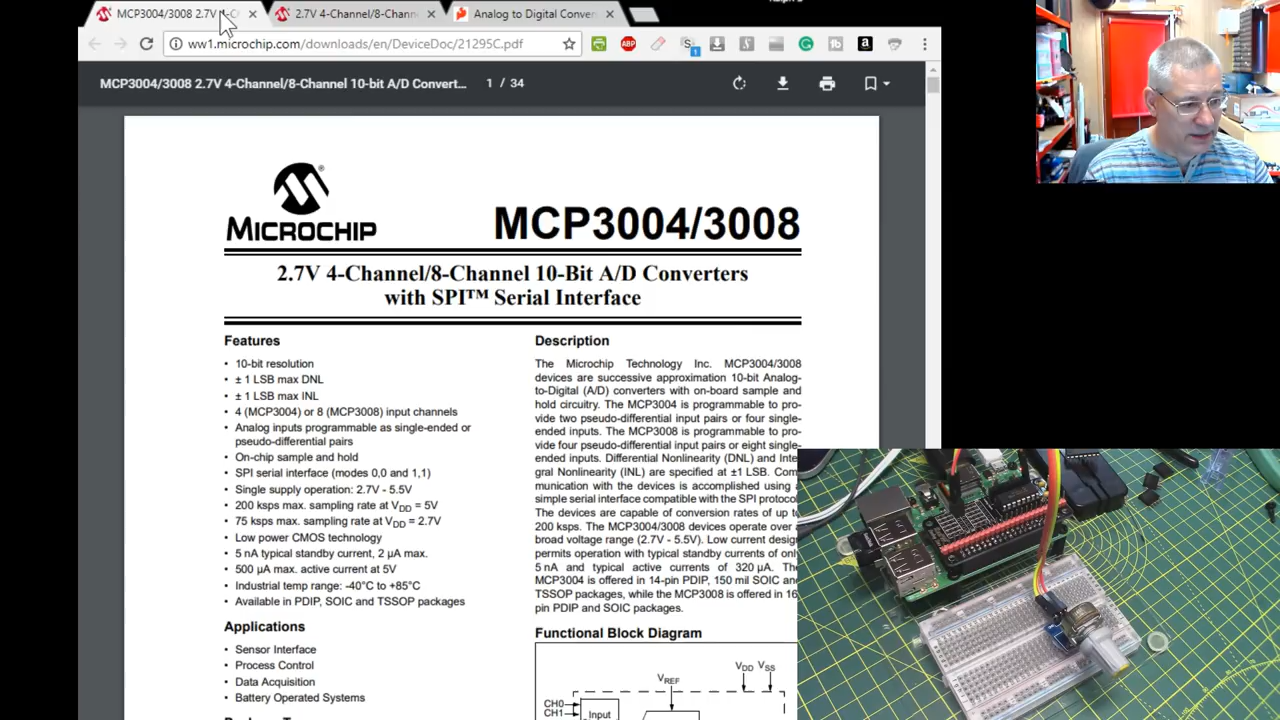 MCP3004/3008 2.7V 4-C
2.7V 4-Channel/8-Chann
Analog to Digital Conver
ww1.microchip.com/downloads/en/DeviceDoc/21295C.pdf
ABP
1
MCP3004/3008 2.7V 4-Channel/8-Channel 10-bit A/D Convert...
1 / 34
MICROCHIP
MCP3004/3008
2.7V 4-Channel/8-Channel 10-Bit A/D Converters
with SPI™ Serial Interface
Features
• 10-bit resolution
• ± 1 LSB max DNL
• ± 1 LSB max INL
• 4 (MCP3004) or 8 (MCP3008) input channels
• Analog inputs programmable as single-ended or
pseudo-differential pairs
• On-chip sample and hold
• SPI serial interface (modes 0,0 and 1,1)
• Single supply operation: 2.7V - 5.5V
• 200 ksps max. sampling rate at VDD = 5V
• 75 ksps max. sampling rate at VDD = 2.7V
• Low power CMOS technology
• 5 nA typical standby current, 2 µA max.
• 500 µA max. active current at 5V
• Industrial temp range: -40°C to +85°C
• Available in PDIP, SOIC and TSSOP packages
Applications
• Sensor Interface
• Process Control
• Data Acquisition
• Battery Operated Systems
Description
The Microchip Technology Inc. MCP3004/3008
devices are successive approximation 10-bit Analog-
to-Digital (A/D) converters with on-board sample and
hold circuitry. The MCP3004 is programmable to pro-
vide two pseudo-differential input pairs or four single-
ended inputs. The MCP3008 is programmable to pro-
vide four pseudo-differential input pairs or eight single-
ended inputs. Differential Nonlinearity (DNL) and Inte
gral Nonlinearity (INL) are specified at ±1 LSB. Com
munication with the devices is accomplished using a
simple serial interface compatible with the SPI protoco
The devices are capable of conversion rates of up to
200 ksps. The MCP3004/3008 devices operate over a
broad voltage range (2.7V - 5.5V). Low current design
permits operation with typical standby currents of only
5 nA and typical active currents of 320 µA. The
MCP3004 is offered in 14-pin PDIP, 150 mil SOIC and
TSSOP packages, while the MCP3008 is offered in 16
pin PDIP and SOIC packages.
Functional Block Diagram
VDD VSS
VREF
CH0
CH1
Input